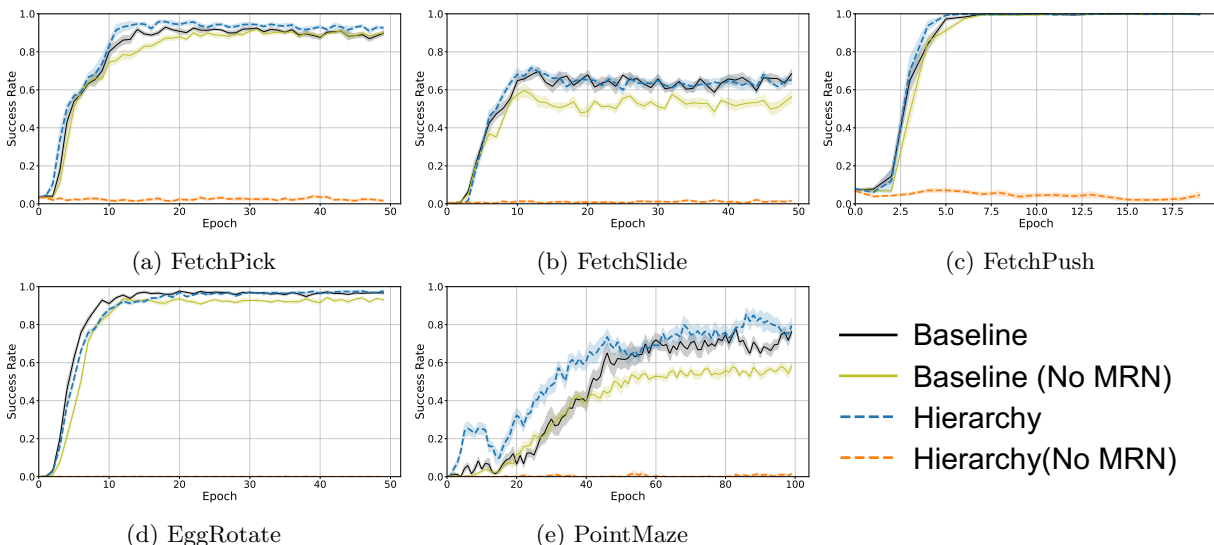 1.0
0.8
0.6
0.4
0.2
0.0
Success Rate
0 10 20 30 40 50
Epoch
(a) FetchPick
1.0
0.8
0.6
0.4
0.2
0.0
Success Rate
0 10 20 30 40 50
Epoch
(b) FetchSlide
1.0
0.8
0.6
0.4
0.2
0.0
Success Rate
0.0 2.5 5.0 7.5 10.0 12.5 15.0 17.5
Epoch
(c) FetchPush
1.0
0.8
0.6
0.4
0.2
0.0
Success Rate
0 10 20 30 40 50
Epoch
(d) EggRotate
1.0
0.8
0.6
0.4
0.2
0.0
Success Rate
0 20 40 60 80 100
Epoch
(e) PointMaze
Baseline
Baseline (No MRN)
Hierarchy
Hierarchy(No MRN)